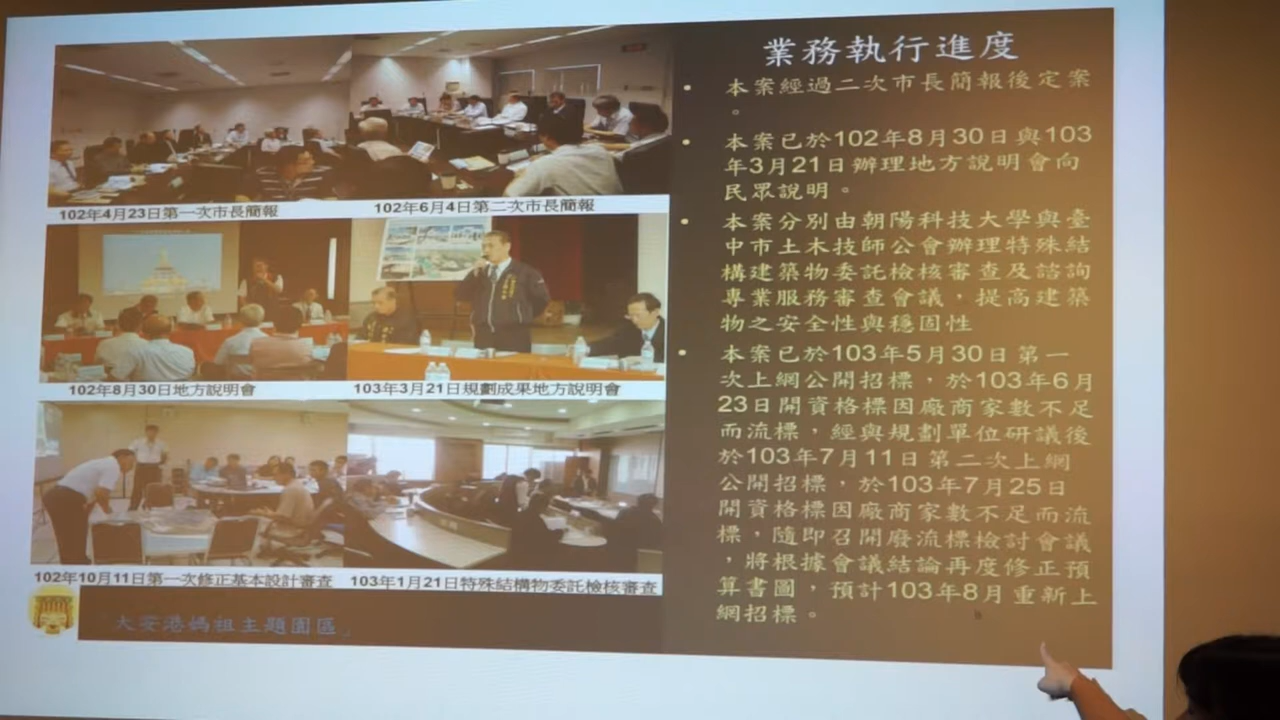 業務執行進度
• 本案經過二次市長簡報後定案
。
• 本案已於102年8月30日與103
年3月21日辦理地方說明會向
民眾說明。
• 本案分別由朝陽科技大學與臺
中市土木技師公會辦理特殊結
構建築物委託檢核審查及諮詢
專業服務審查會議，提高建築
物之安全性與穩固性
• 本案已於103年5月30日第一
次上網公開招標，於103年6月
23日開資格標因廠商家數不足
而流標，經與規劃單位研議後
於103年7月11日第二次上網
公開招標，於103年7月25日
開資格標因廠商家數不足而流
標，隨即召開廢流標檢討會議
，將根據會議結論再度修正預
算書圖，預計103年8月重新上
網招標。
102年4月23日第一次市長簡報
102年6月4日第二次市長簡報
102年8月30日地方說明會
103年3月21日規劃成果地方說明會
102年10月11日第一次修正基本設計審查
103年1月21日特殊結構物委託檢核審查
「大安港媽祖主題園區」